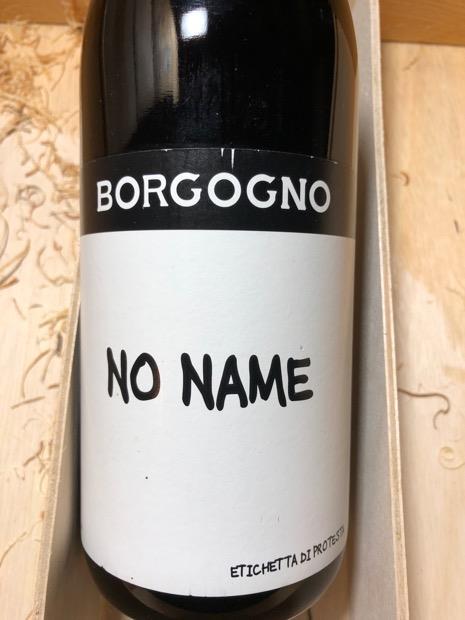 BORGOGNO
NO NAME
ETICHETTA DI PROTESTA